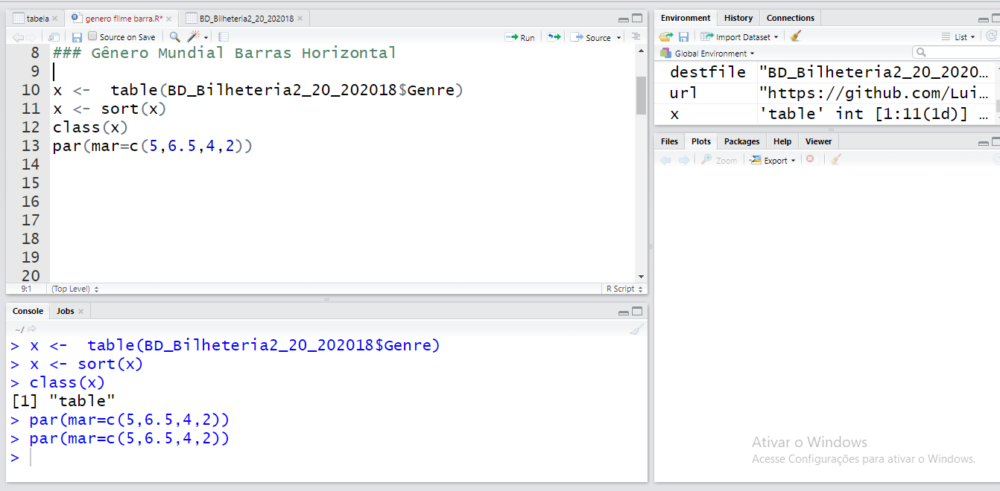 tabela
genero filme barra.R*
BD_Bilheteria2_20_202018
Source on Save
Run
Source
8 ### Gênero Mundial Barras Horizontal
9
10 x <-  table(BD_Bilheteria2_20_202018$Genre)
11 x <- sort(x)
12 class(x)
13 par(mar=c(5,6.5,4,2))
14
15
16
17
18
19
20
9:1 (Top Level) R Script
Console Jobs
~/
> x <-  table(BD_Bilheteria2_20_202018$Genre)
> x <- sort(x)
> class(x)
[1] "table"
> par(mar=c(5,6.5,4,2))
> par(mar=c(5,6.5,4,2))
>
Environment History Connections
Import Dataset List
Global Environment
destfile "BD_Bilheteria2_20_2020...
url "https://github.com/Lui...
x 'table' int [1:11(1d)] ...
Files Plots Packages Help Viewer
Zoom Export
Ativar o Windows
Acesse Configurações para ativar o Windows.